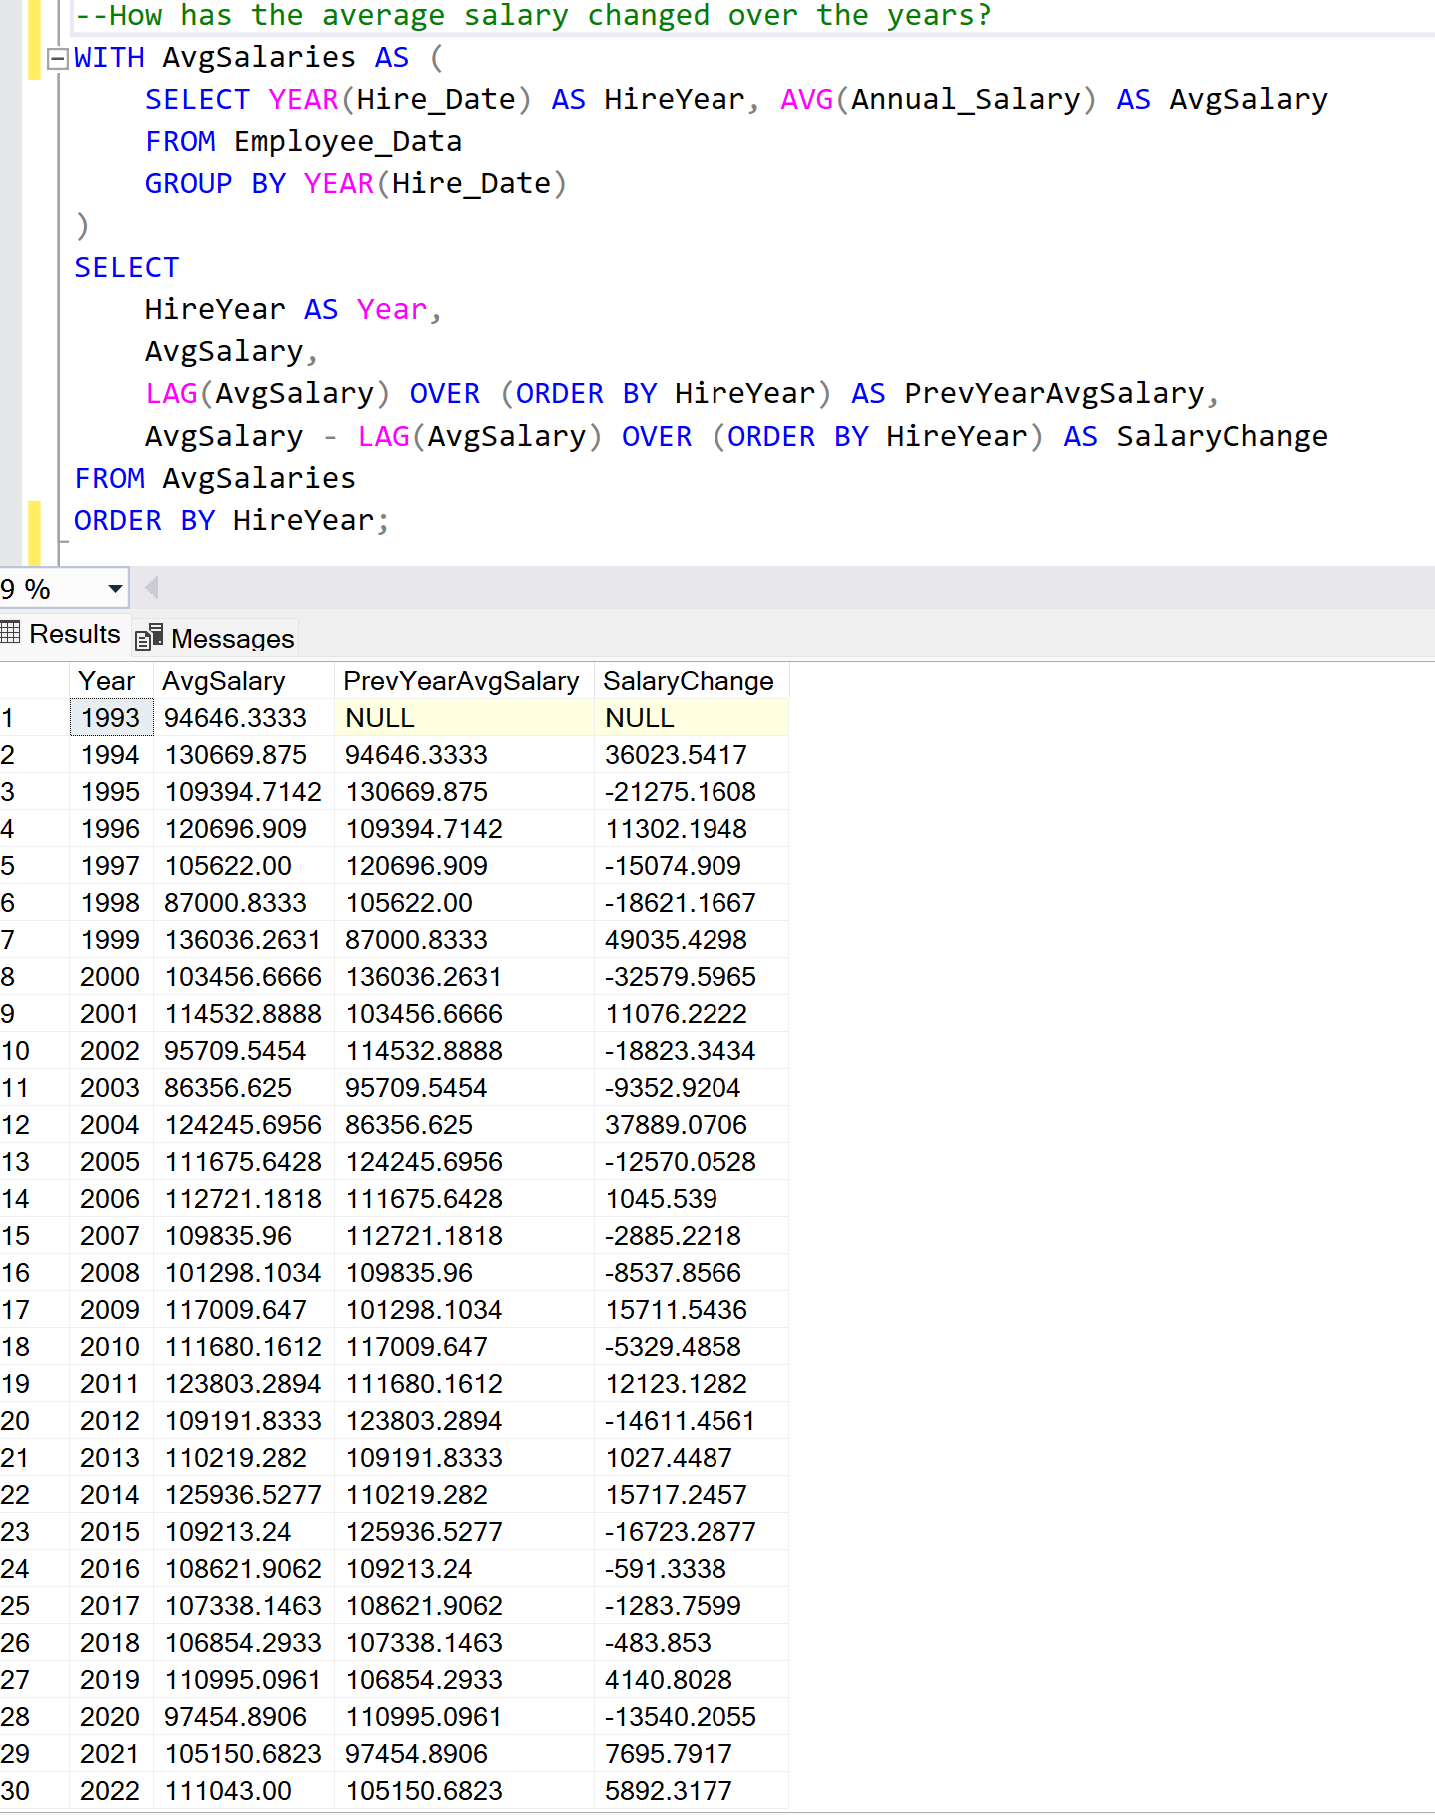 --How has the average salary changed over the years?
WITH AvgSalaries AS (
    SELECT YEAR(Hire_Date) AS HireYear, AVG(Annual_Salary) AS AvgSalary
    FROM Employee_Data
    GROUP BY YEAR(Hire_Date)
)
SELECT
    HireYear AS Year,
    AvgSalary,
    LAG(AvgSalary) OVER (ORDER BY HireYear) AS PrevYearAvgSalary,
    AvgSalary - LAG(AvgSalary) OVER (ORDER BY HireYear) AS SalaryChange
FROM AvgSalaries
ORDER BY HireYear;
9 %
Results Messages
Year AvgSalary PrevYearAvgSalary SalaryChange
1 1993 94646.3333 NULL NULL
2 1994 130669.875 94646.3333 36023.5417
3 1995 109394.7142 130669.875 -21275.1608
4 1996 120696.909 109394.7142 11302.1948
5 1997 105622.00 120696.909 -15074.909
6 1998 87000.8333 105622.00 -18621.1667
7 1999 136036.2631 87000.8333 49035.4298
8 2000 103456.6666 136036.2631 -32579.5965
9 2001 114532.8888 103456.6666 11076.2222
10 2002 95709.5454 114532.8888 -18823.3434
11 2003 86356.625 95709.5454 -9352.9204
12 2004 124245.6956 86356.625 37889.0706
13 2005 111675.6428 124245.6956 -12570.0528
14 2006 112721.1818 111675.6428 1045.539
15 2007 109835.96 112721.1818 -2885.2218
16 2008 101298.1034 109835.96 -8537.8566
17 2009 117009.647 101298.1034 15711.5436
18 2010 111680.1612 117009.647 -5329.4858
19 2011 123803.2894 111680.1612 12123.1282
20 2012 109191.8333 123803.2894 -14611.4561
21 2013 110219.282 109191.8333 1027.4487
22 2014 125936.5277 110219.282 15717.2457
23 2015 109213.24 125936.5277 -16723.2877
24 2016 108621.9062 109213.24 -591.3338
25 2017 107338.1463 108621.9062 -1283.7599
26 2018 106854.2933 107338.1463 -483.853
27 2019 110995.0961 106854.2933 4140.8028
28 2020 97454.8906 110995.0961 -13540.2055
29 2021 105150.6823 97454.8906 7695.7917
30 2022 111043.00 105150.6823 5892.3177